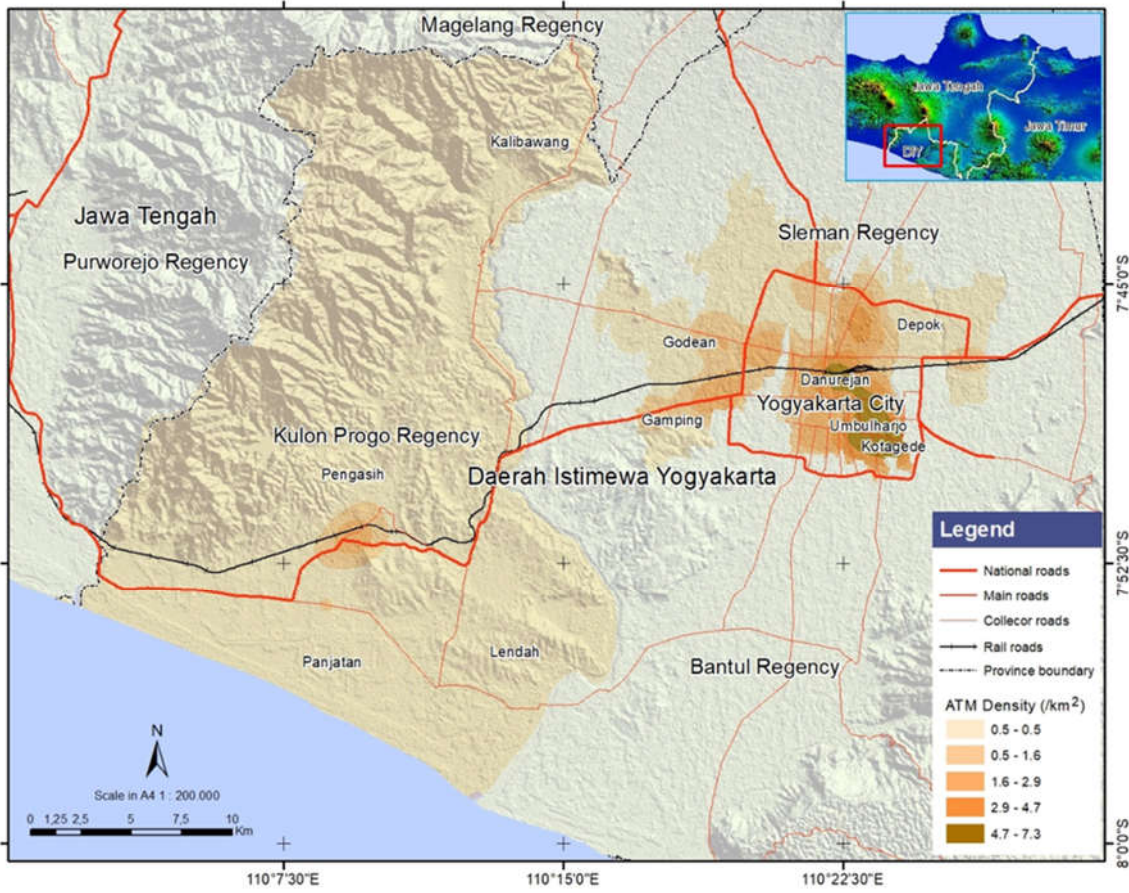 Magelang Regency
Jawa Tengah
Jawa Timur
DIY
Kalibawang
Jawa Tengah
Purworejo Regency
Sleman Regency
7°45'0"S
Depok
Godean
Danurejan
Yogyakarta City
Gamping
Umbulharjo
Kulon Progo Regency
Kotagede
Pengasih
Daerah Istimewa Yogyakarta
7°52'30"S
Panjatan
Lendah
Bantul Regency
Legend
National roads
Main roads
Collecor roads
Rail roads
Province boundary
ATM Density (/km²)
0.5 - 0.5
0.5 - 1.6
1.6 - 2.9
2.9 - 4.7
4.7 - 7.3
N
Scale in A4 1 : 200.000
0 1,25 2,5 5 7,5 10
Km
8°0'0"S
110°7'30"E 110°15'0"E 110°22'30"E